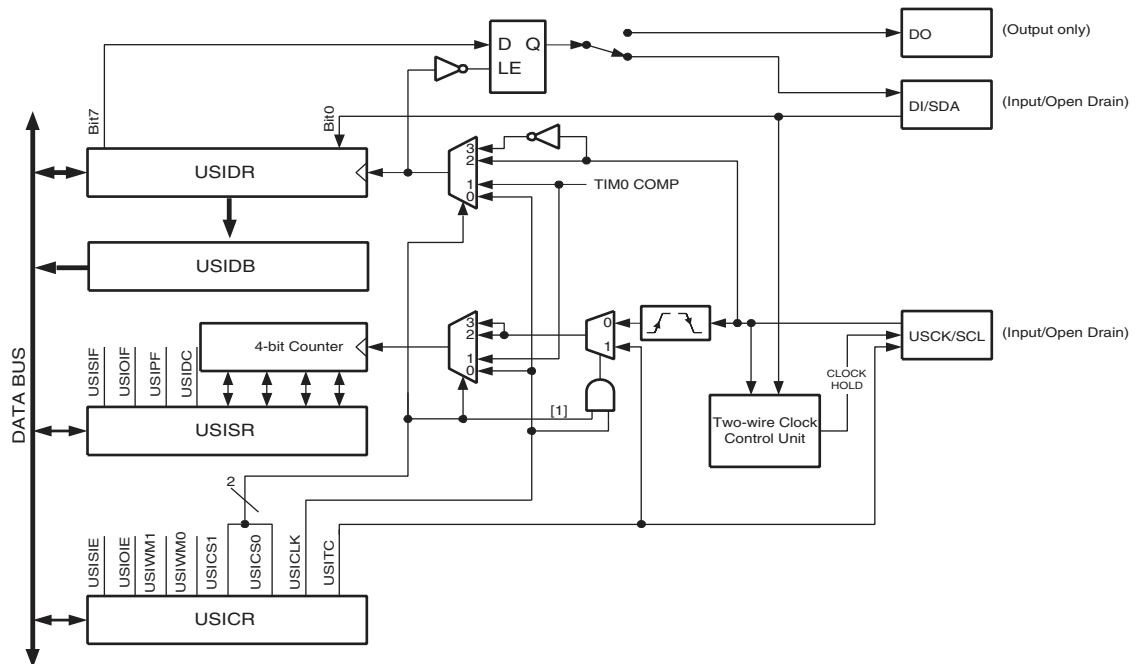 D Q
LE
DO
(Output only)
DI/SDA
(Input/Open Drain)
Bit7
Bit0
USIDR
3
2
1
0
TIM0 COMP
USIDB
4-bit Counter
3
2
1
0
0
1
USCK/SCL
(Input/Open Drain)
CLOCK
HOLD
[1]
Two-wire Clock
Control Unit
USISIF
USIOIF
USIPF
USIDC
USISR
DATA BUS
2
USISIE
USIOIE
USIWM1
USIWM0
USICS1
USICS0
USICLK
USITC
USICR